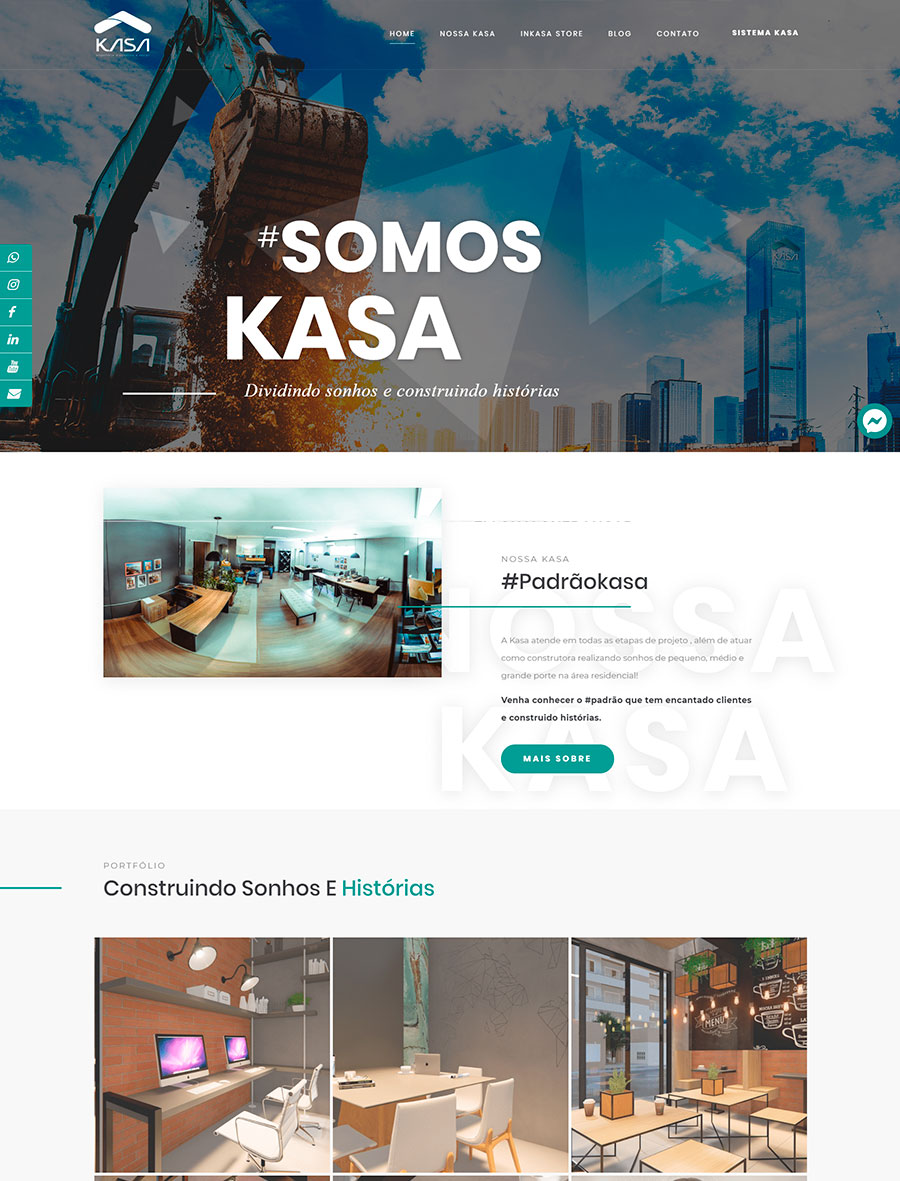 KASA
HOME NOSSA KASA INKASA STORE BLOG CONTATO SISTEMA KASA
KASA
#SOMOS
KASA
Dividindo sonhos e construindo histórias
NOSSA KASA
#Padrãokasa
NOSSA
A Kasa atende em todas as etapas de projeto , além de atuar
como construtora realizando sonhos de pequeno, médio e
grande porte na área residencial!
Venha conhecer o #padrão que tem encantado clientes
e construido histórias.
KASA
MAIS SOBRE
PORTFÓLIO
Construindo Sonhos E Histórias
MENU